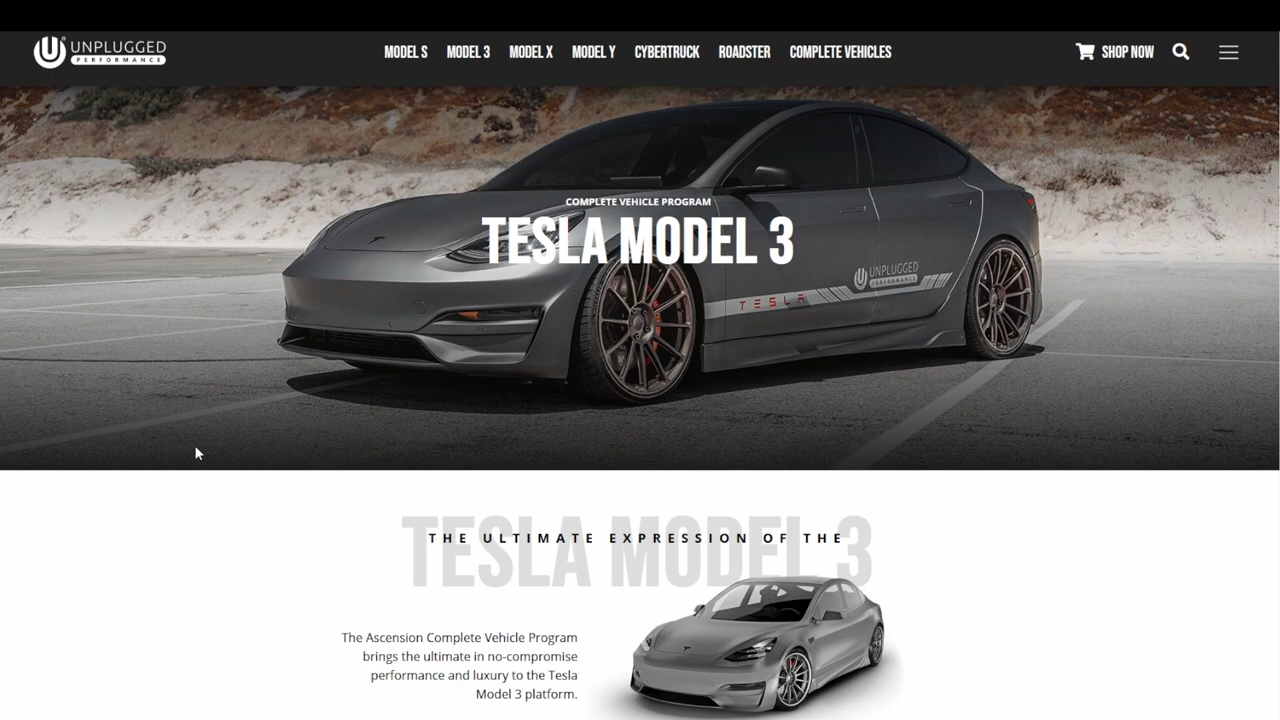 UNPLUGGED
PERFORMANCE
MODEL S
MODEL 3
MODEL X
MODEL Y
CYBERTRUCK
ROADSTER
COMPLETE VEHICLES
SHOP NOW
COMPLETE VEHICLE PROGRAM
TESLA MODEL 3
TESLA
UNPLUGGED
PERFORMANCE
TESLA MODEL 3
THE ULTIMATE EXPRESSION OF THE
The Ascension Complete Vehicle Program
brings the ultimate in no-compromise
performance and luxury to the Tesla
Model 3 platform.